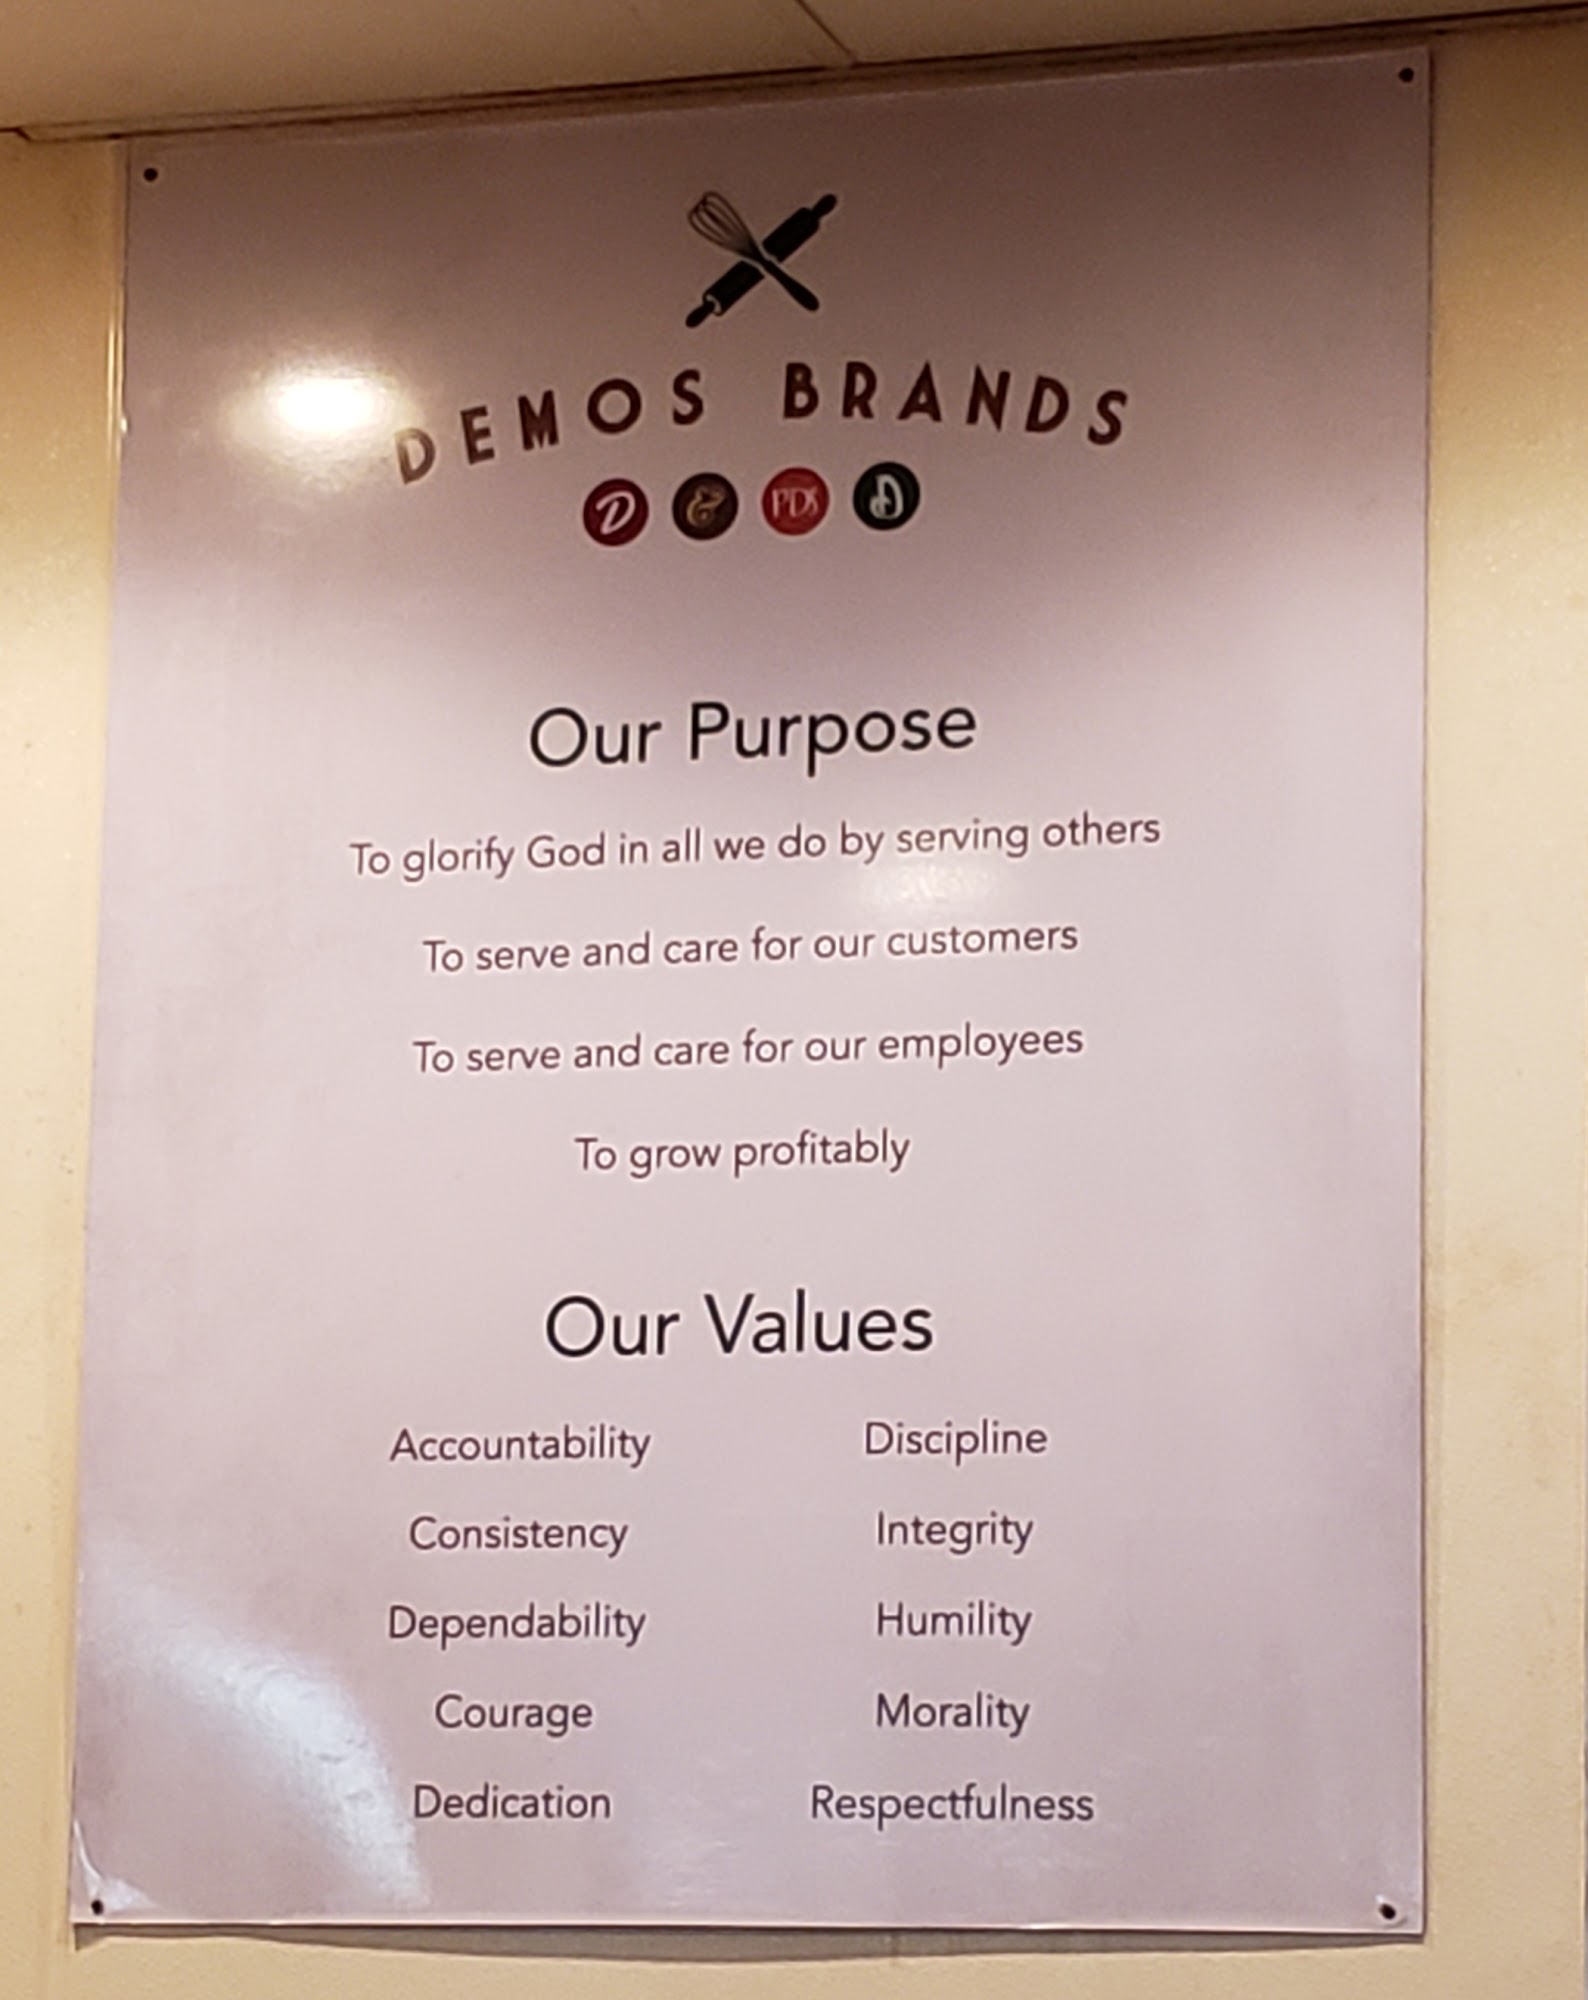 DEMOS BRANDS
D & PDS D
Our Purpose
To glorify God in all we do by serving others
To serve and care for our customers
To serve and care for our employees
To grow profitably
Our Values
Accountability Discipline
Consistency Integrity
Dependability Humility
Courage Morality
Dedication Respectfulness